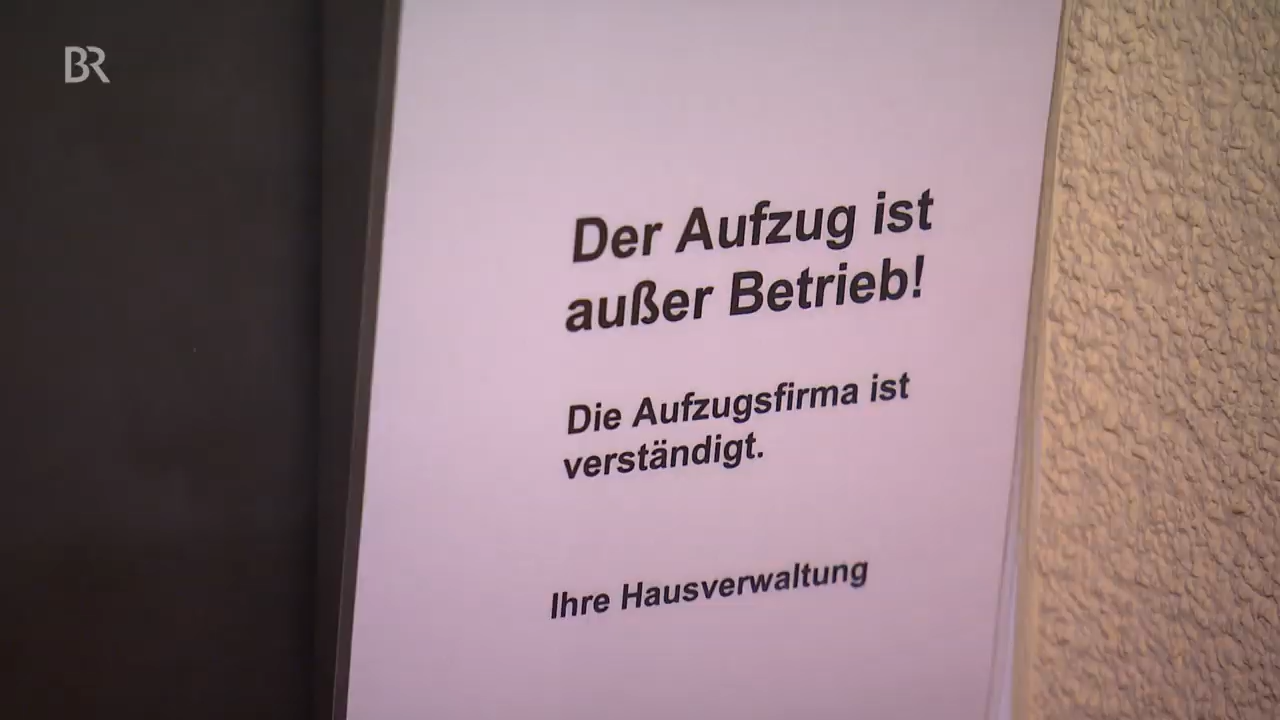 BR
Der Aufzug ist
außer Betrieb!
Die Aufzugsfirma ist
verständigt.
Ihre Hausverwaltung